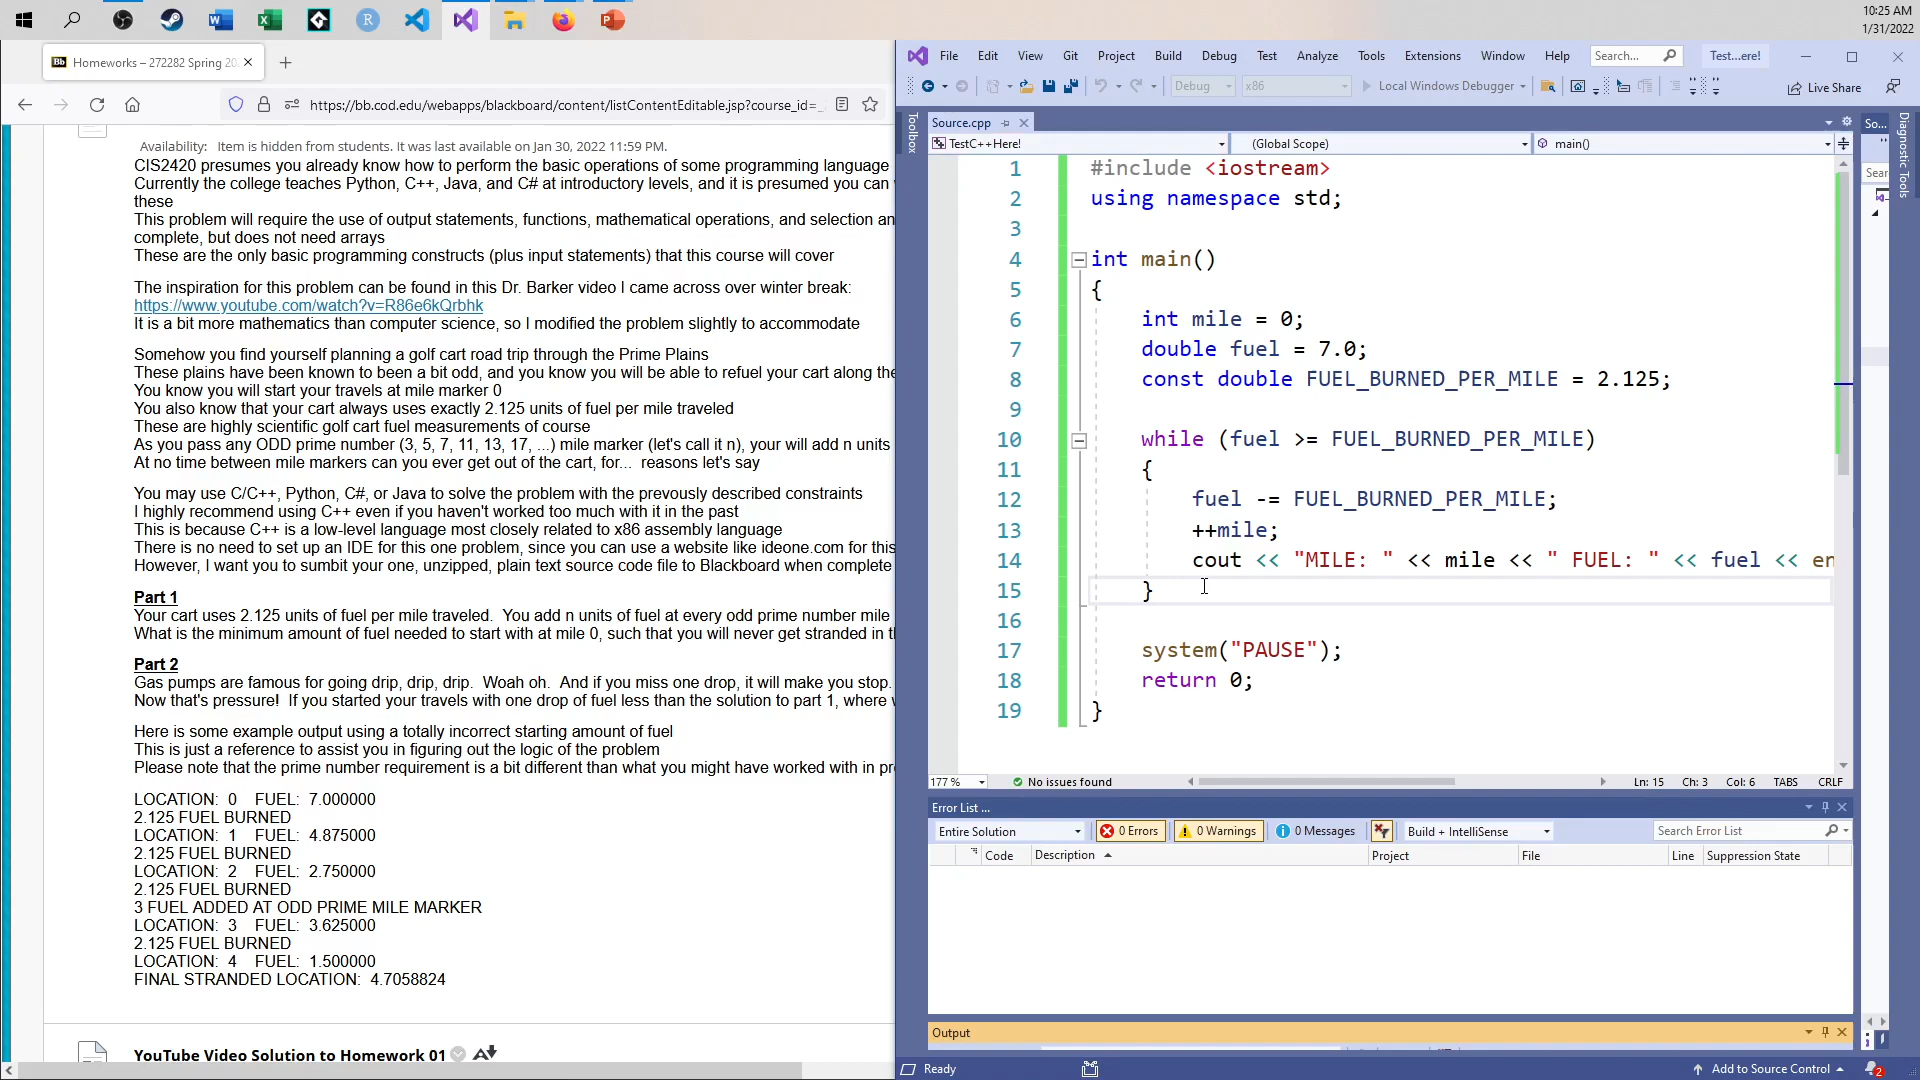 10:25 AM
1/31/2022
Bb Homeworks – 272282 Spring 20
https://bb.cod.edu/webapps/blackboard/content/listContentEditable.jsp?course_id=_
Availability: Item is hidden from students. It was last available on Jan 30, 2022 11:59 PM.
CIS2420 presumes you already know how to perform the basic operations of some programming language
Currently the college teaches Python, C++, Java, and C# at introductory levels, and it is presumed you can
these
This problem will require the use of output statements, functions, mathematical operations, and selection an
complete, but does not need arrays
These are the only basic programming constructs (plus input statements) that this course will cover
The inspiration for this problem can be found in this Dr. Barker video I came across over winter break:
https://www.youtube.com/watch?v=R86e6kQrbhk
It is a bit more mathematics than computer science, so I modified the problem slightly to accommodate
Somehow you find yourself planning a golf cart road trip through the Prime Plains
These plains have been known to been a bit odd, and you know you will be able to refuel your cart along the
You know you will start your travels at mile marker 0
You also know that your cart always uses exactly 2.125 units of fuel per mile traveled
These are highly scientific golf cart fuel measurements of course
As you pass any ODD prime number (3, 5, 7, 11, 13, 17, ...) mile marker (let's call it n), your will add n units
At no time between mile markers can you ever get out of the cart, for... reasons let's say
You may use C/C++, Python, C#, or Java to solve the problem with the prevously described constraints
I highly recommend using C++ even if you haven't worked too much with it in the past
This is because C++ is a low-level language most closely related to x86 assembly language
There is no need to set up an IDE for this one problem, since you can use a website like ideone.com for this
However, I want you to sumbit your one, unzipped, plain text source code file to Blackboard when complete
Part 1
Your cart uses 2.125 units of fuel per mile traveled. You add n units of fuel at every odd prime number mile
What is the minimum amount of fuel needed to start with at mile 0, such that you will never get stranded in t
Part 2
Gas pumps are famous for going drip, drip, drip. Woah oh. And if you miss one drop, it will make you stop.
Now that's pressure! If you started your travels with one drop of fuel less than the solution to part 1, where
Here is some example output using a totally incorrect starting amount of fuel
This is just a reference to assist you in figuring out the logic of the problem
Please note that the prime number requirement is a bit different than what you might have worked with in pr
LOCATION: 0 FUEL: 7.000000
2.125 FUEL BURNED
LOCATION: 1 FUEL: 4.875000
2.125 FUEL BURNED
LOCATION: 2 FUEL: 2.750000
2.125 FUEL BURNED
3 FUEL ADDED AT ODD PRIME MILE MARKER
LOCATION: 3 FUEL: 3.625000
2.125 FUEL BURNED
LOCATION: 4 FUEL: 1.500000
FINAL STRANDED LOCATION: 4.7058824
YouTube Video Solution to Homework 01
File Edit View Git Project Build Debug Test Analyze Tools Extensions Window Help Search... Test...ere!
Debug x86 Local Windows Debugger Live Share
Toolbox
Source.cpp
So...
Diagnostic Tools
TestC++Here! (Global Scope) main()
Sear
1 #include <iostream>
2 using namespace std;
3
4 int main()
5 {
6 int mile = 0;
7 double fuel = 7.0;
8 const double FUEL_BURNED_PER_MILE = 2.125;
9
10 while (fuel >= FUEL_BURNED_PER_MILE)
11 {
12 fuel -= FUEL_BURNED_PER_MILE;
13 ++mile;
14 cout << "MILE: " << mile << " FUEL: " << fuel << en
15 }
16
17 system("PAUSE");
18 return 0;
19 }
177 % No issues found Ln: 15 Ch: 3 Col: 6 TABS CRLF
Error List ...
Entire Solution 0 Errors 0 Warnings 0 Messages Build + IntelliSense Search Error List
Code Description Project File Line Suppression State
Output
Ready Add to Source Control 2